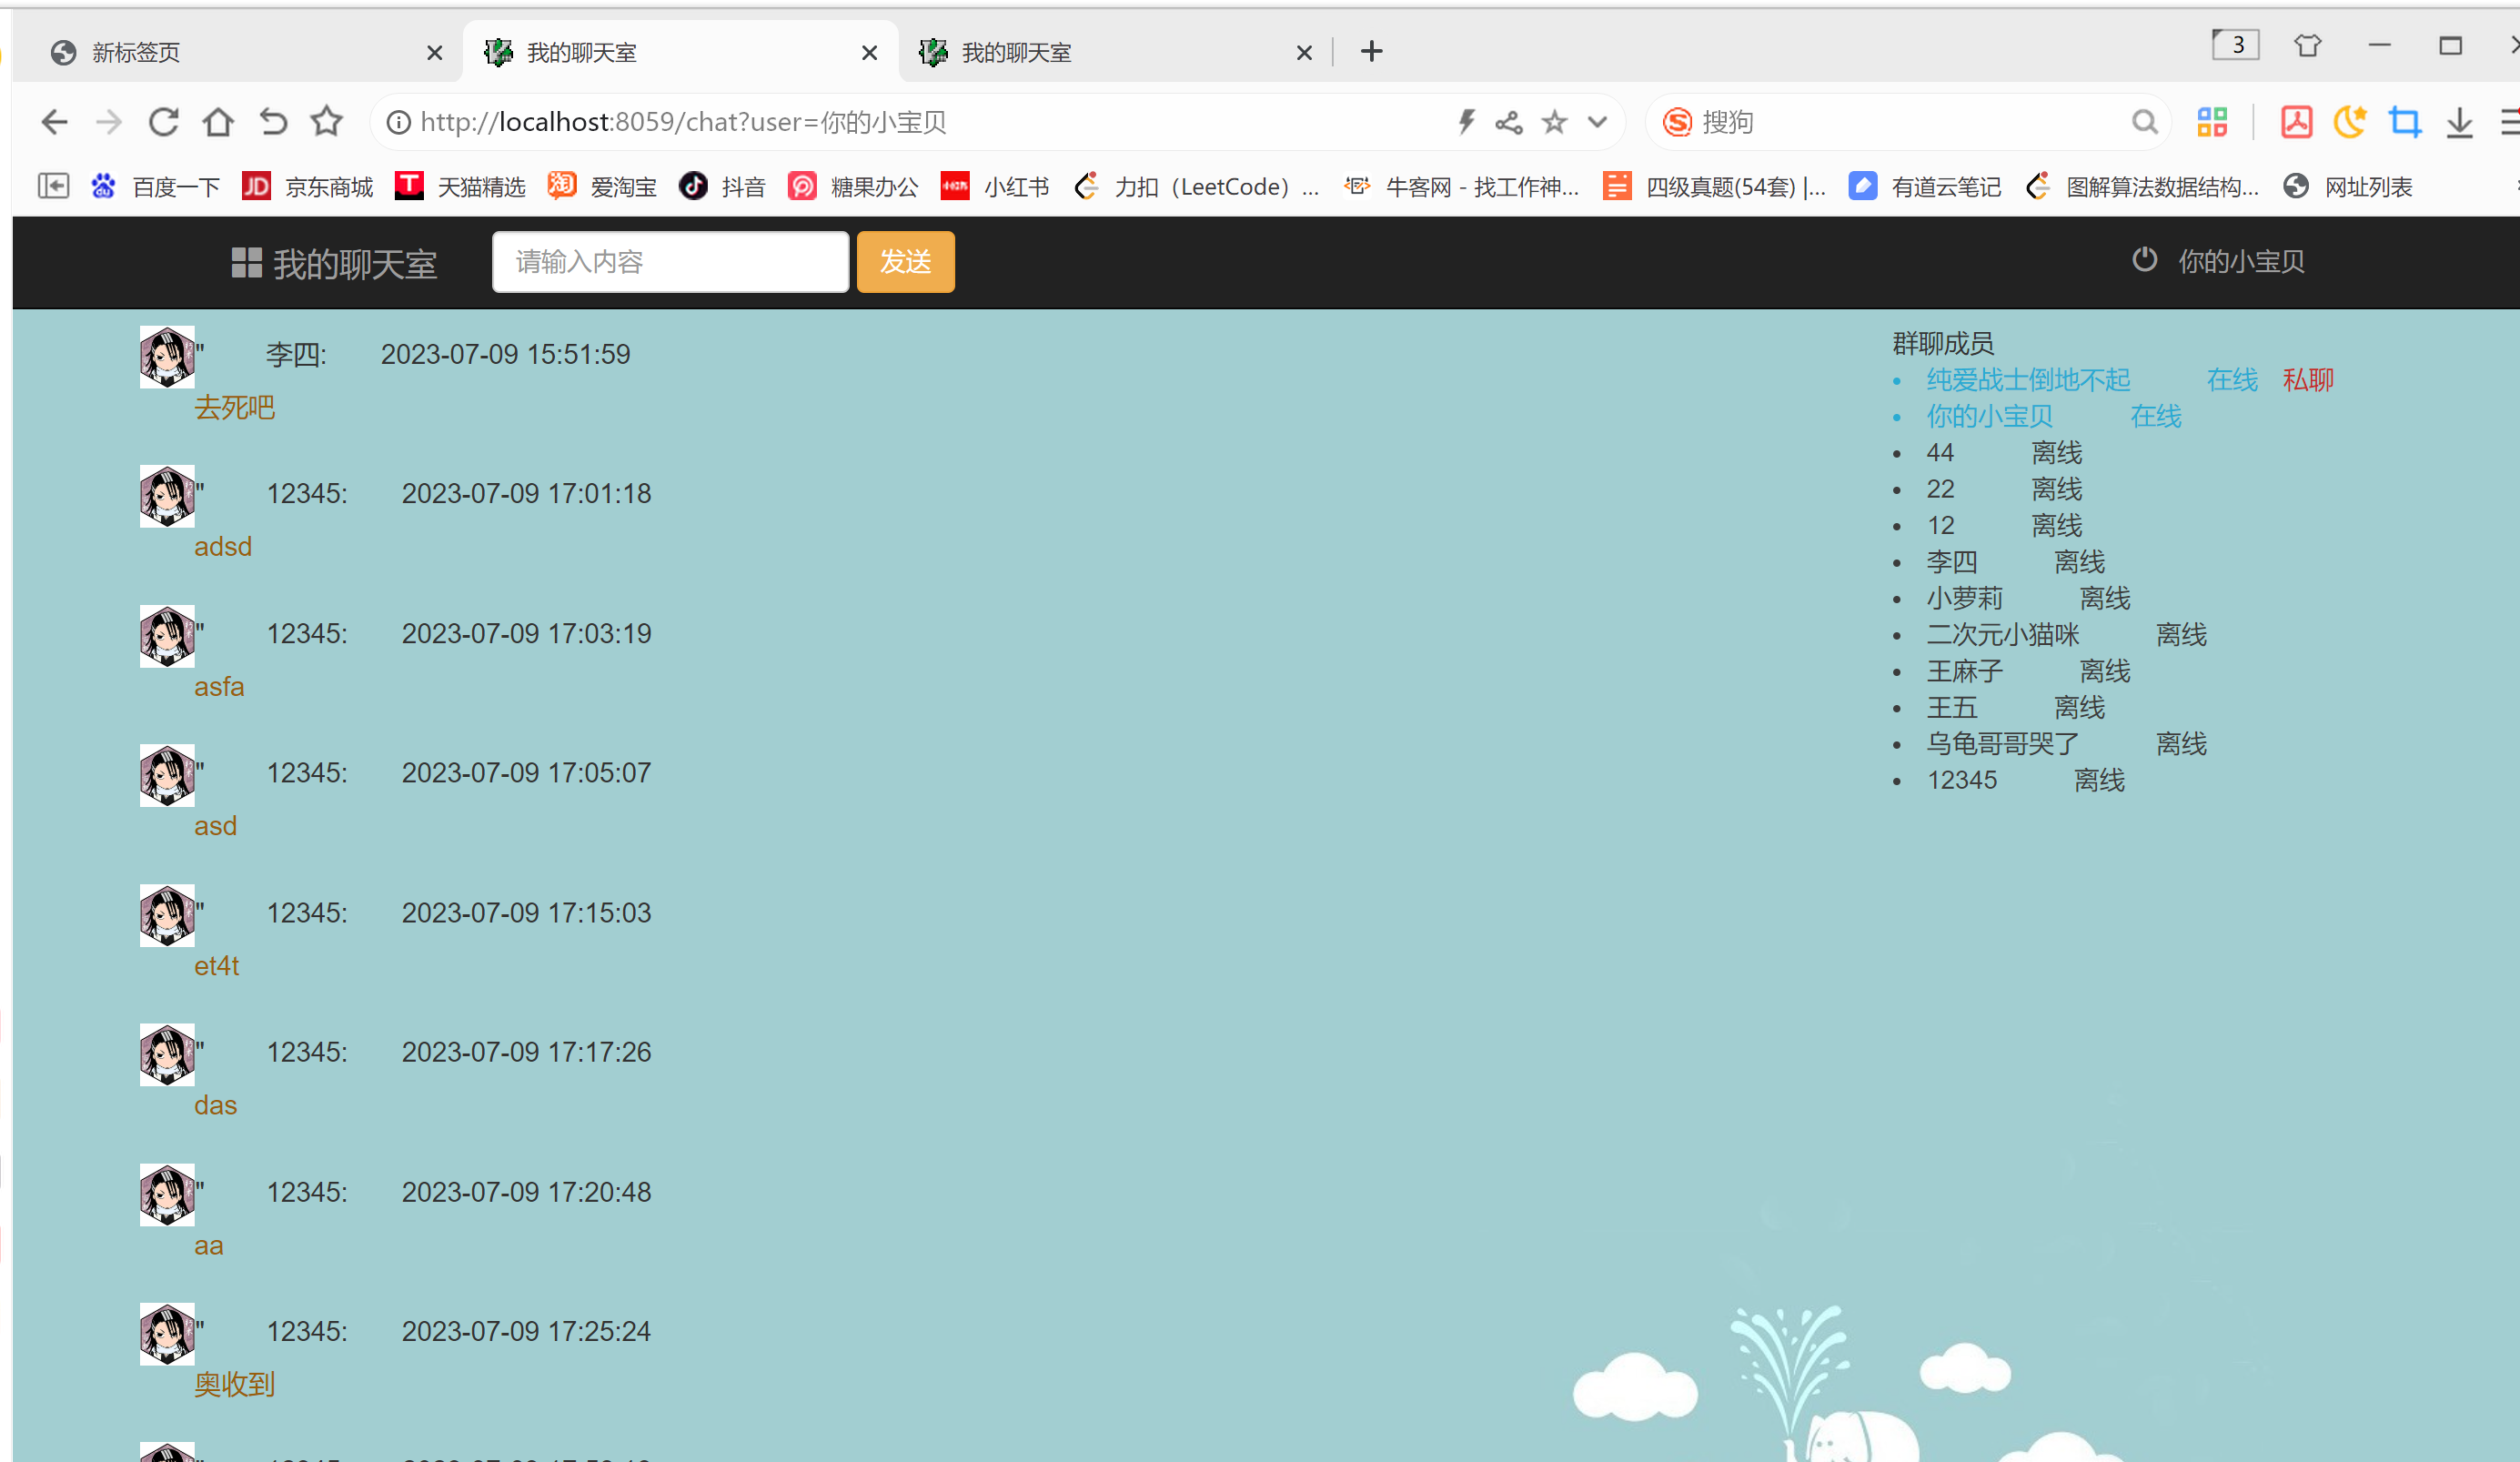 新标签页 我的聊天室 我的聊天室 3
http://localhost:8059/chat?user=你的小宝贝 搜狗
百度一下 JD 京东商城 T 天猫精选 淘 爱淘宝 抖音 糖果办公 小红书 小红书 力扣（LeetCode）... 牛客网 - 找工作神... 四级真题(54套) |... 有道云笔记 图解算法数据结构... 网址列表
我的聊天室 请输入内容 发送 你的小宝贝
" 李四: 2023-07-09 15:51:59
去死吧
" 12345: 2023-07-09 17:01:18
adsd
" 12345: 2023-07-09 17:03:19
asfa
" 12345: 2023-07-09 17:05:07
asd
" 12345: 2023-07-09 17:15:03
et4t
" 12345: 2023-07-09 17:17:26
das
" 12345: 2023-07-09 17:20:48
aa
" 12345: 2023-07-09 17:25:24
奥收到
群聊成员
• 纯爱战士倒地不起 在线 私聊
• 你的小宝贝 在线
• 44 离线
• 22 离线
• 12 离线
• 李四 离线
• 小萝莉 离线
• 二次元小猫咪 离线
• 王麻子 离线
• 王五 离线
• 乌龟哥哥哭了 离线
• 12345 离线